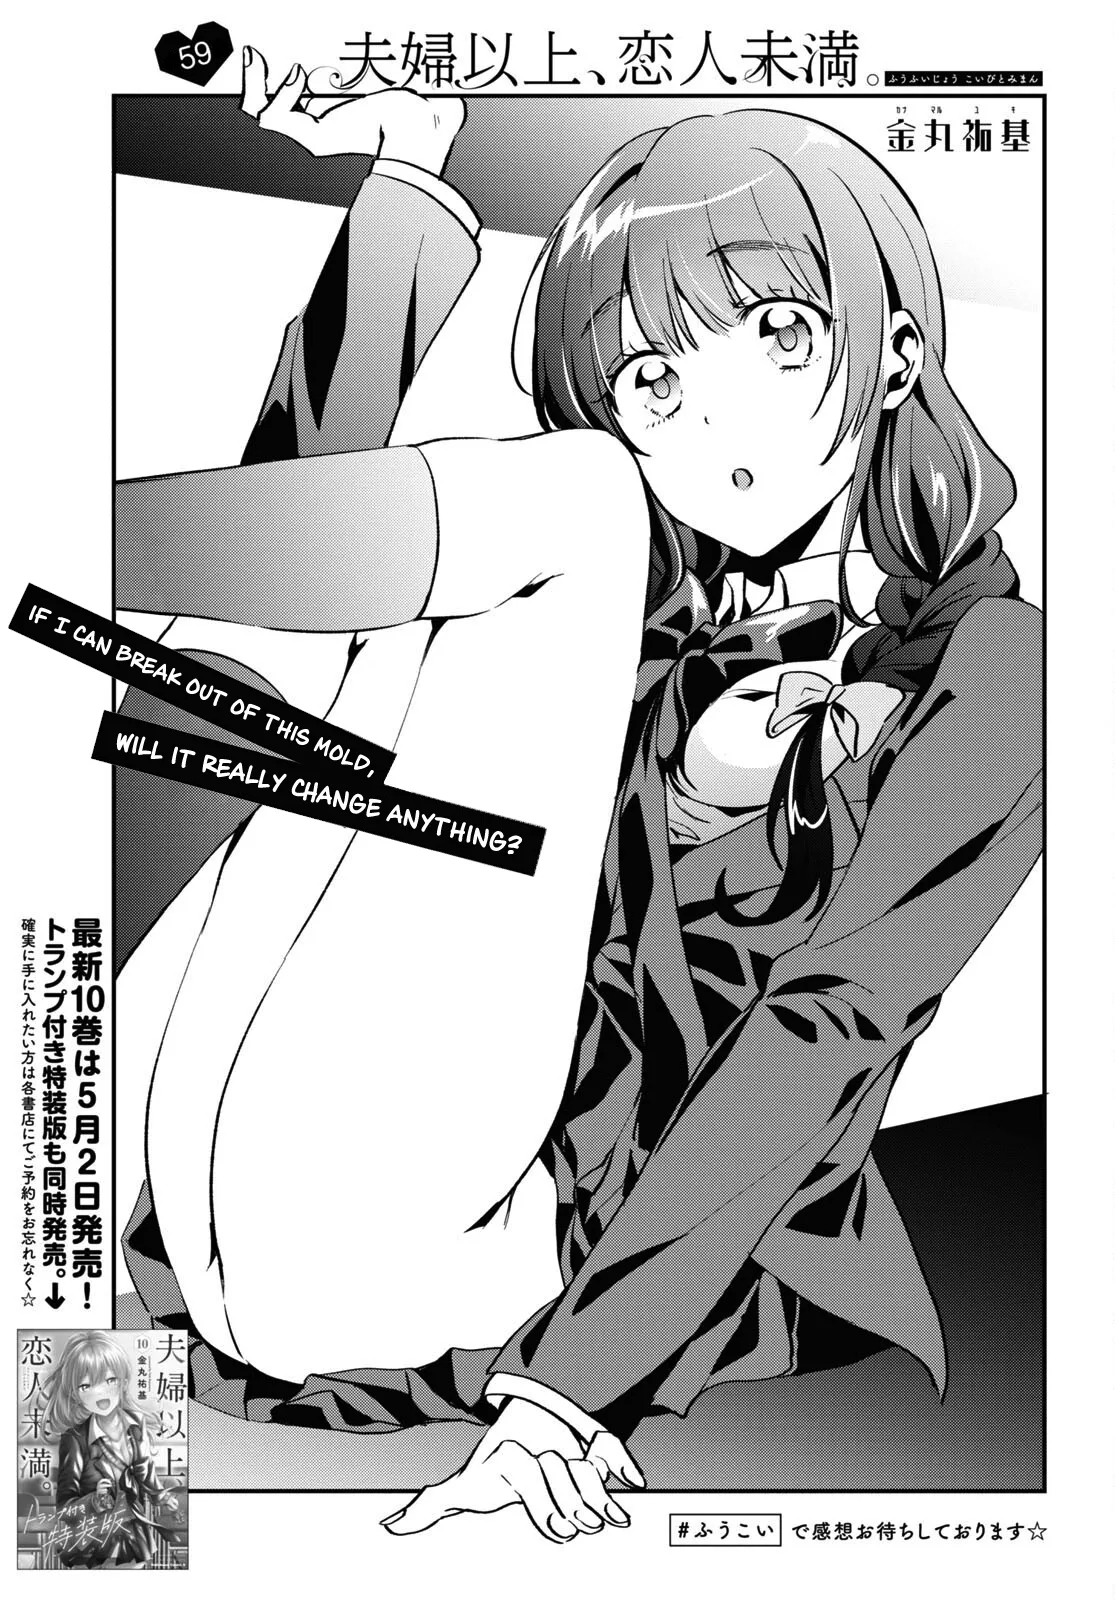 59
夫婦以上、恋人未満。
ふうふいじょう こいびとみまん
カナ マル ユ キ
金丸祐基
IF I CAN BREAK OUT OF THIS MOLD,
WILL IT REALLY CHANGE ANYTHING?
最新10巻は5月2日発売!
トランプ付き特装版も同時発売。↓
確実に手に入れたい方は各書店にてご予約をお忘れなく☆
夫婦以上、
恋人未満。
10
金丸祐基
トランプ付き
特装版
#ふうこい で感想お待ちしております☆